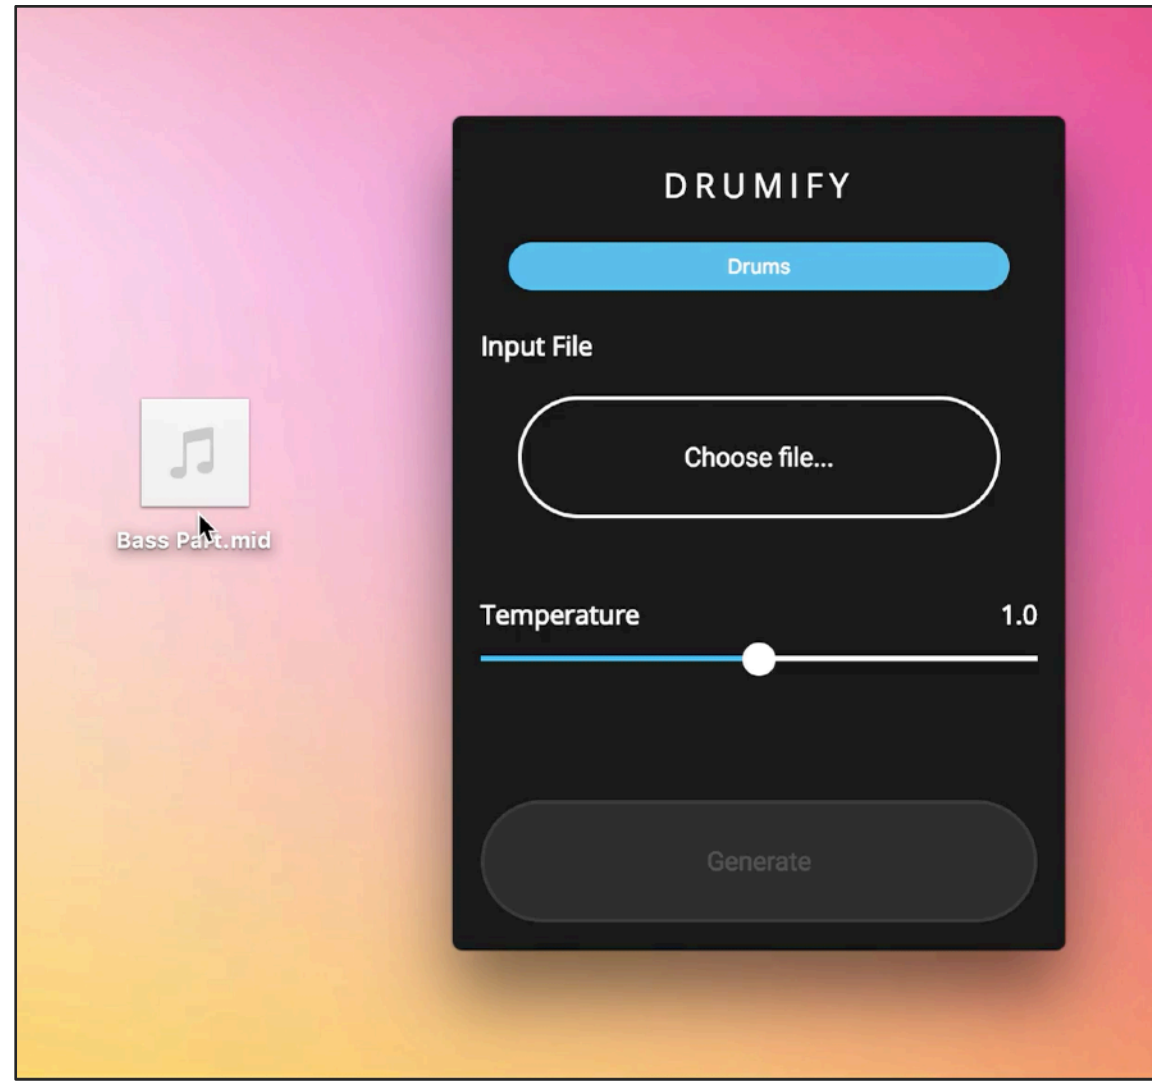 DRUMIFY
Drums
Input File
Choose file...
Bass Part.mid
Temperature 1.0
Generate